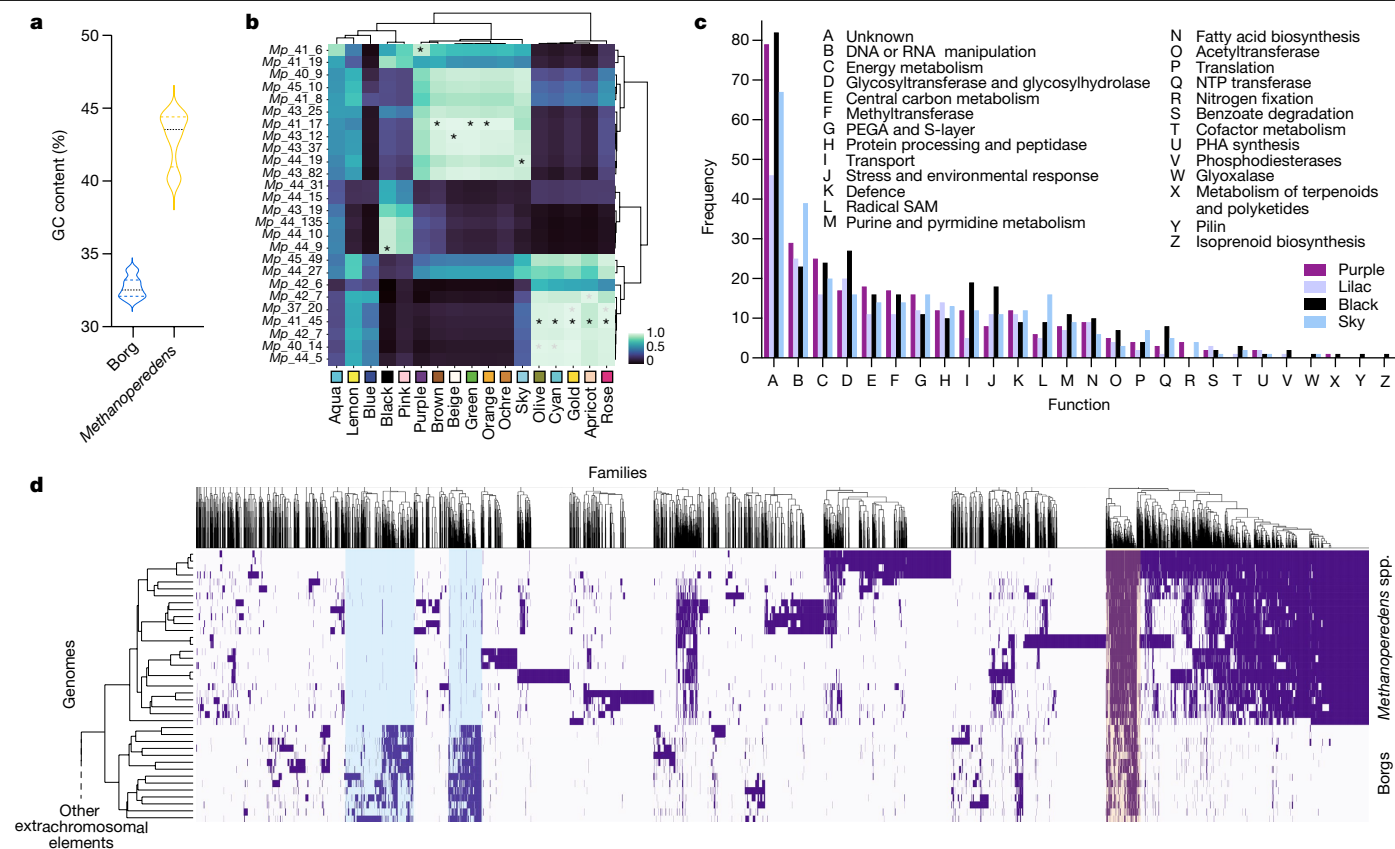 a
50
45
40
35
30
GC content (%)
Borg
Methanoperedens
b
Mp_41_6
Mp_41_19
Mp_40_9
Mp_45_10
Mp_41_8
Mp_43_25
Mp_41_17
Mp_43_12
Mp_43_37
Mp_44_19
Mp_43_82
Mp_44_31
Mp_44_15
Mp_43_19
Mp_44_135
Mp_44_10
Mp_44_9
Mp_45_49
Mp_44_27
Mp_42_6
Mp_42_7
Mp_37_20
Mp_41_45
Mp_42_7
Mp_40_14
Mp_44_5
1.0
0.5
0
Aqua
Lemon
Blue
Black
Pink
Purple
Brown
Beige
Green
Orange
Ochre
Sky
Olive
Cyan
Gold
Apricot
Rose
c
80
70
60
50
40
30
20
10
0
Frequency
A Unknown
B DNA or RNA manipulation
C Energy metabolism
D Glycosyltransferase and glycosylhydrolase
E Central carbon metabolism
F Methyltransferase
G PEGA and S-layer
H Protein processing and peptidase
I Transport
J Stress and environmental response
K Defence
L Radical SAM
M Purine and pyrmidine metabolism
N Fatty acid biosynthesis
O Acetyltransferase
P Translation
Q NTP transferase
R Nitrogen fixation
S Benzoate degradation
T Cofactor metabolism
U PHA synthesis
V Phosphodiesterases
W Glyoxalase
X Metabolism of terpenoids
and polyketides
Y Pilin
Z Isoprenoid biosynthesis
Purple
Lilac
Black
Sky
A B C D E F G H I J K L M N O P Q R S T U V W X Y Z
Function
d
Families
Genomes
Methanoperedens spp.
Borgs
Other
extrachromosomal
elements